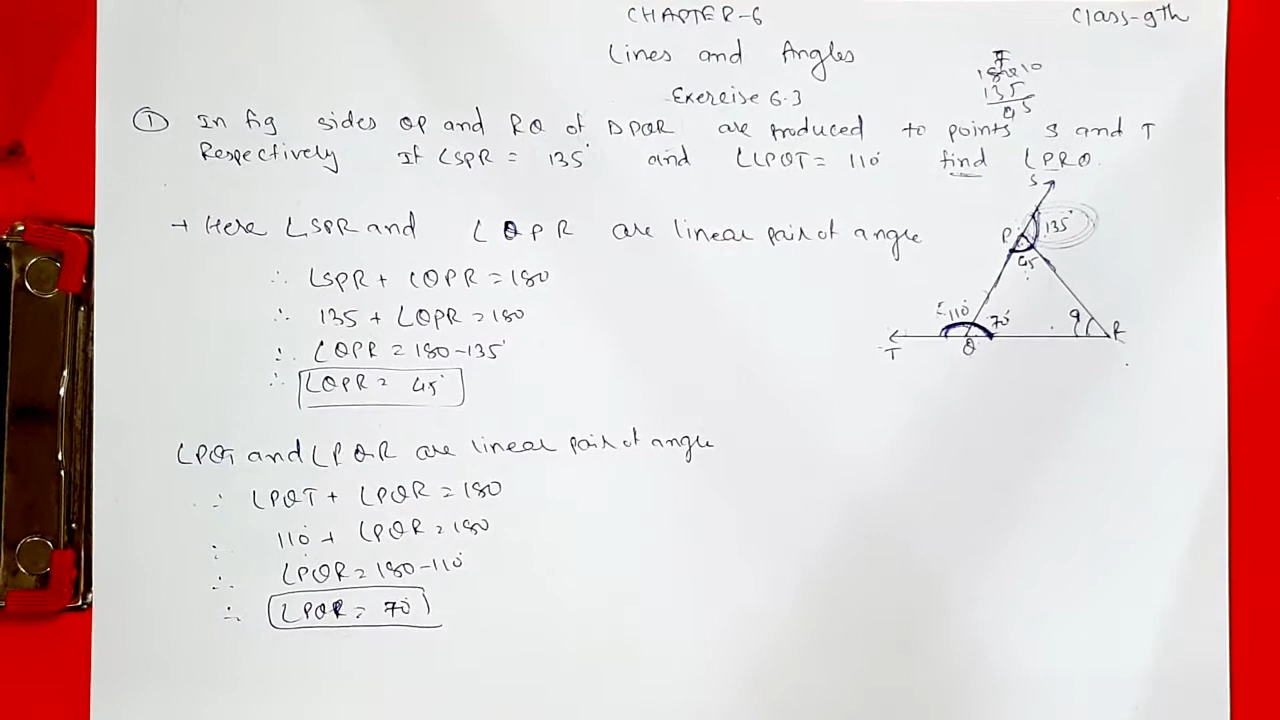 CHAPTER-6
Class-9th
Lines and Angles
Exercise 6.3
135
① In fig sides QP and RQ of ΔPQR are produced to points S and T
Respectively If ∠SPR = 135° and ∠∠PQT = 110° find ∠PRQ.
→ Here ∠SPR and ∠QPR are linear pair of angle
∴ ∠SPR + ∠QPR = 180
∴ 135 + ∠QPR = 180
∴ ∠QPR = 180-135°
∴ ∠QPR = 45°
∠PQT and ∠PQR are linear pair of angle
∴ ∠PQT + ∠PQR = 180
∴ 110° + ∠PQR = 180
∴ ∠PQR = 180-110°
∴ ∠PQR = 70°
S
P
135°
45
110°
70°
T
Q
R